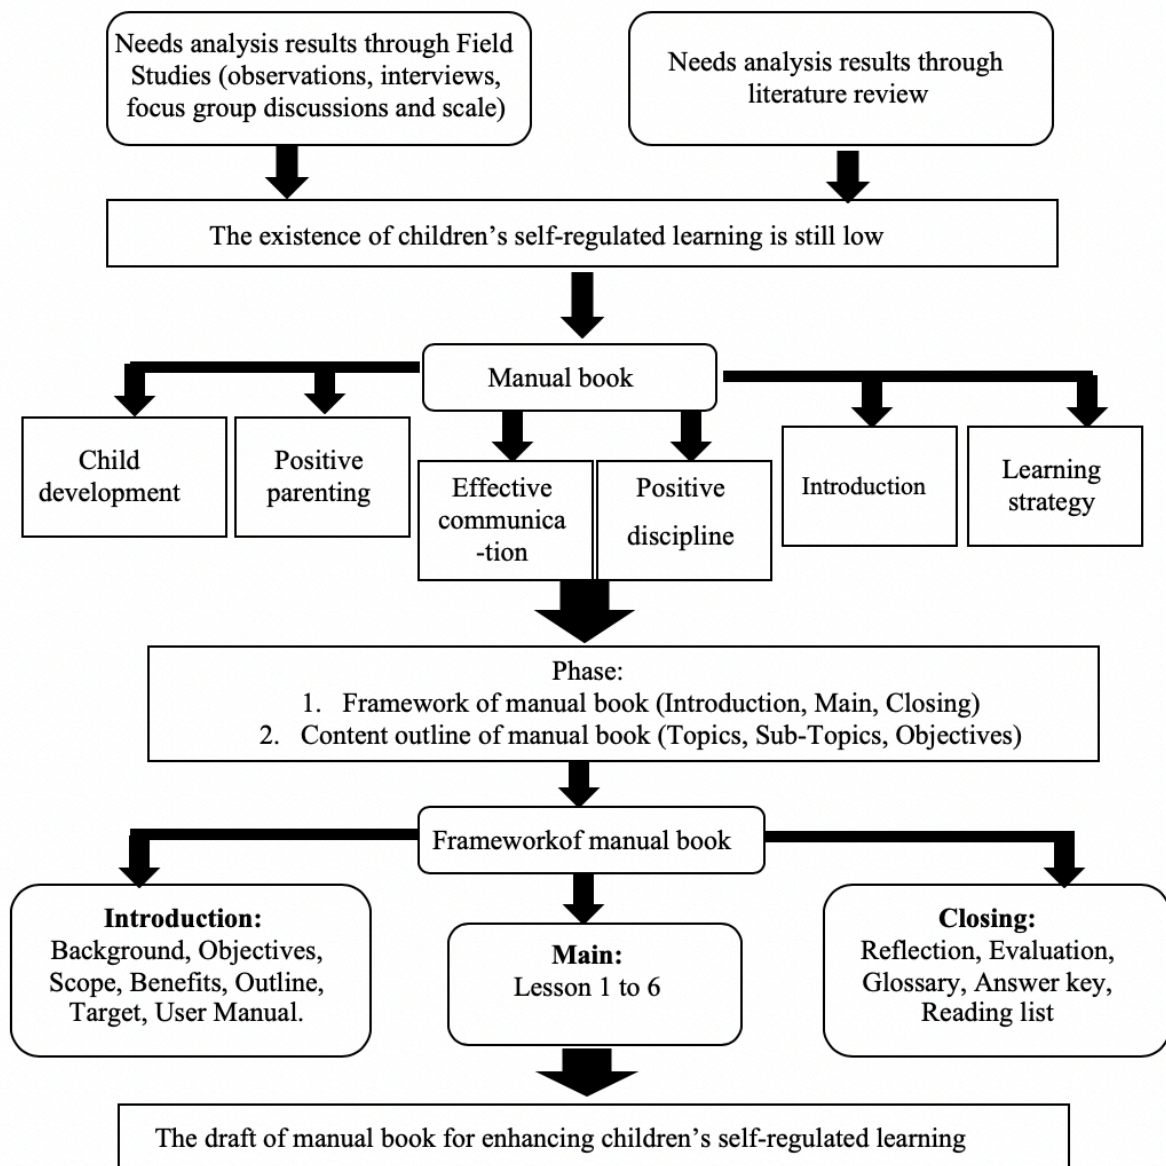 Needs analysis results through Field
Studies (observations, interviews,
focus group discussions and scale)
Needs analysis results through
literature review
The existence of children's self-regulated learning is still low
Manual book
Child
development
Positive
parenting
Effective
communica
-tion
Positive
discipline
Introduction
Learning
strategy
Phase:
1. Framework of manual book (Introduction, Main, Closing)
2. Content outline of manual book (Topics, Sub-Topics, Objectives)
Frameworkof manual book
Introduction:
Background, Objectives,
Scope, Benefits, Outline,
Target, User Manual.
Main:
Lesson 1 to 6
Closing:
Reflection, Evaluation,
Glossary, Answer key,
Reading list
The draft of manual book for enhancing children's self-regulated learning